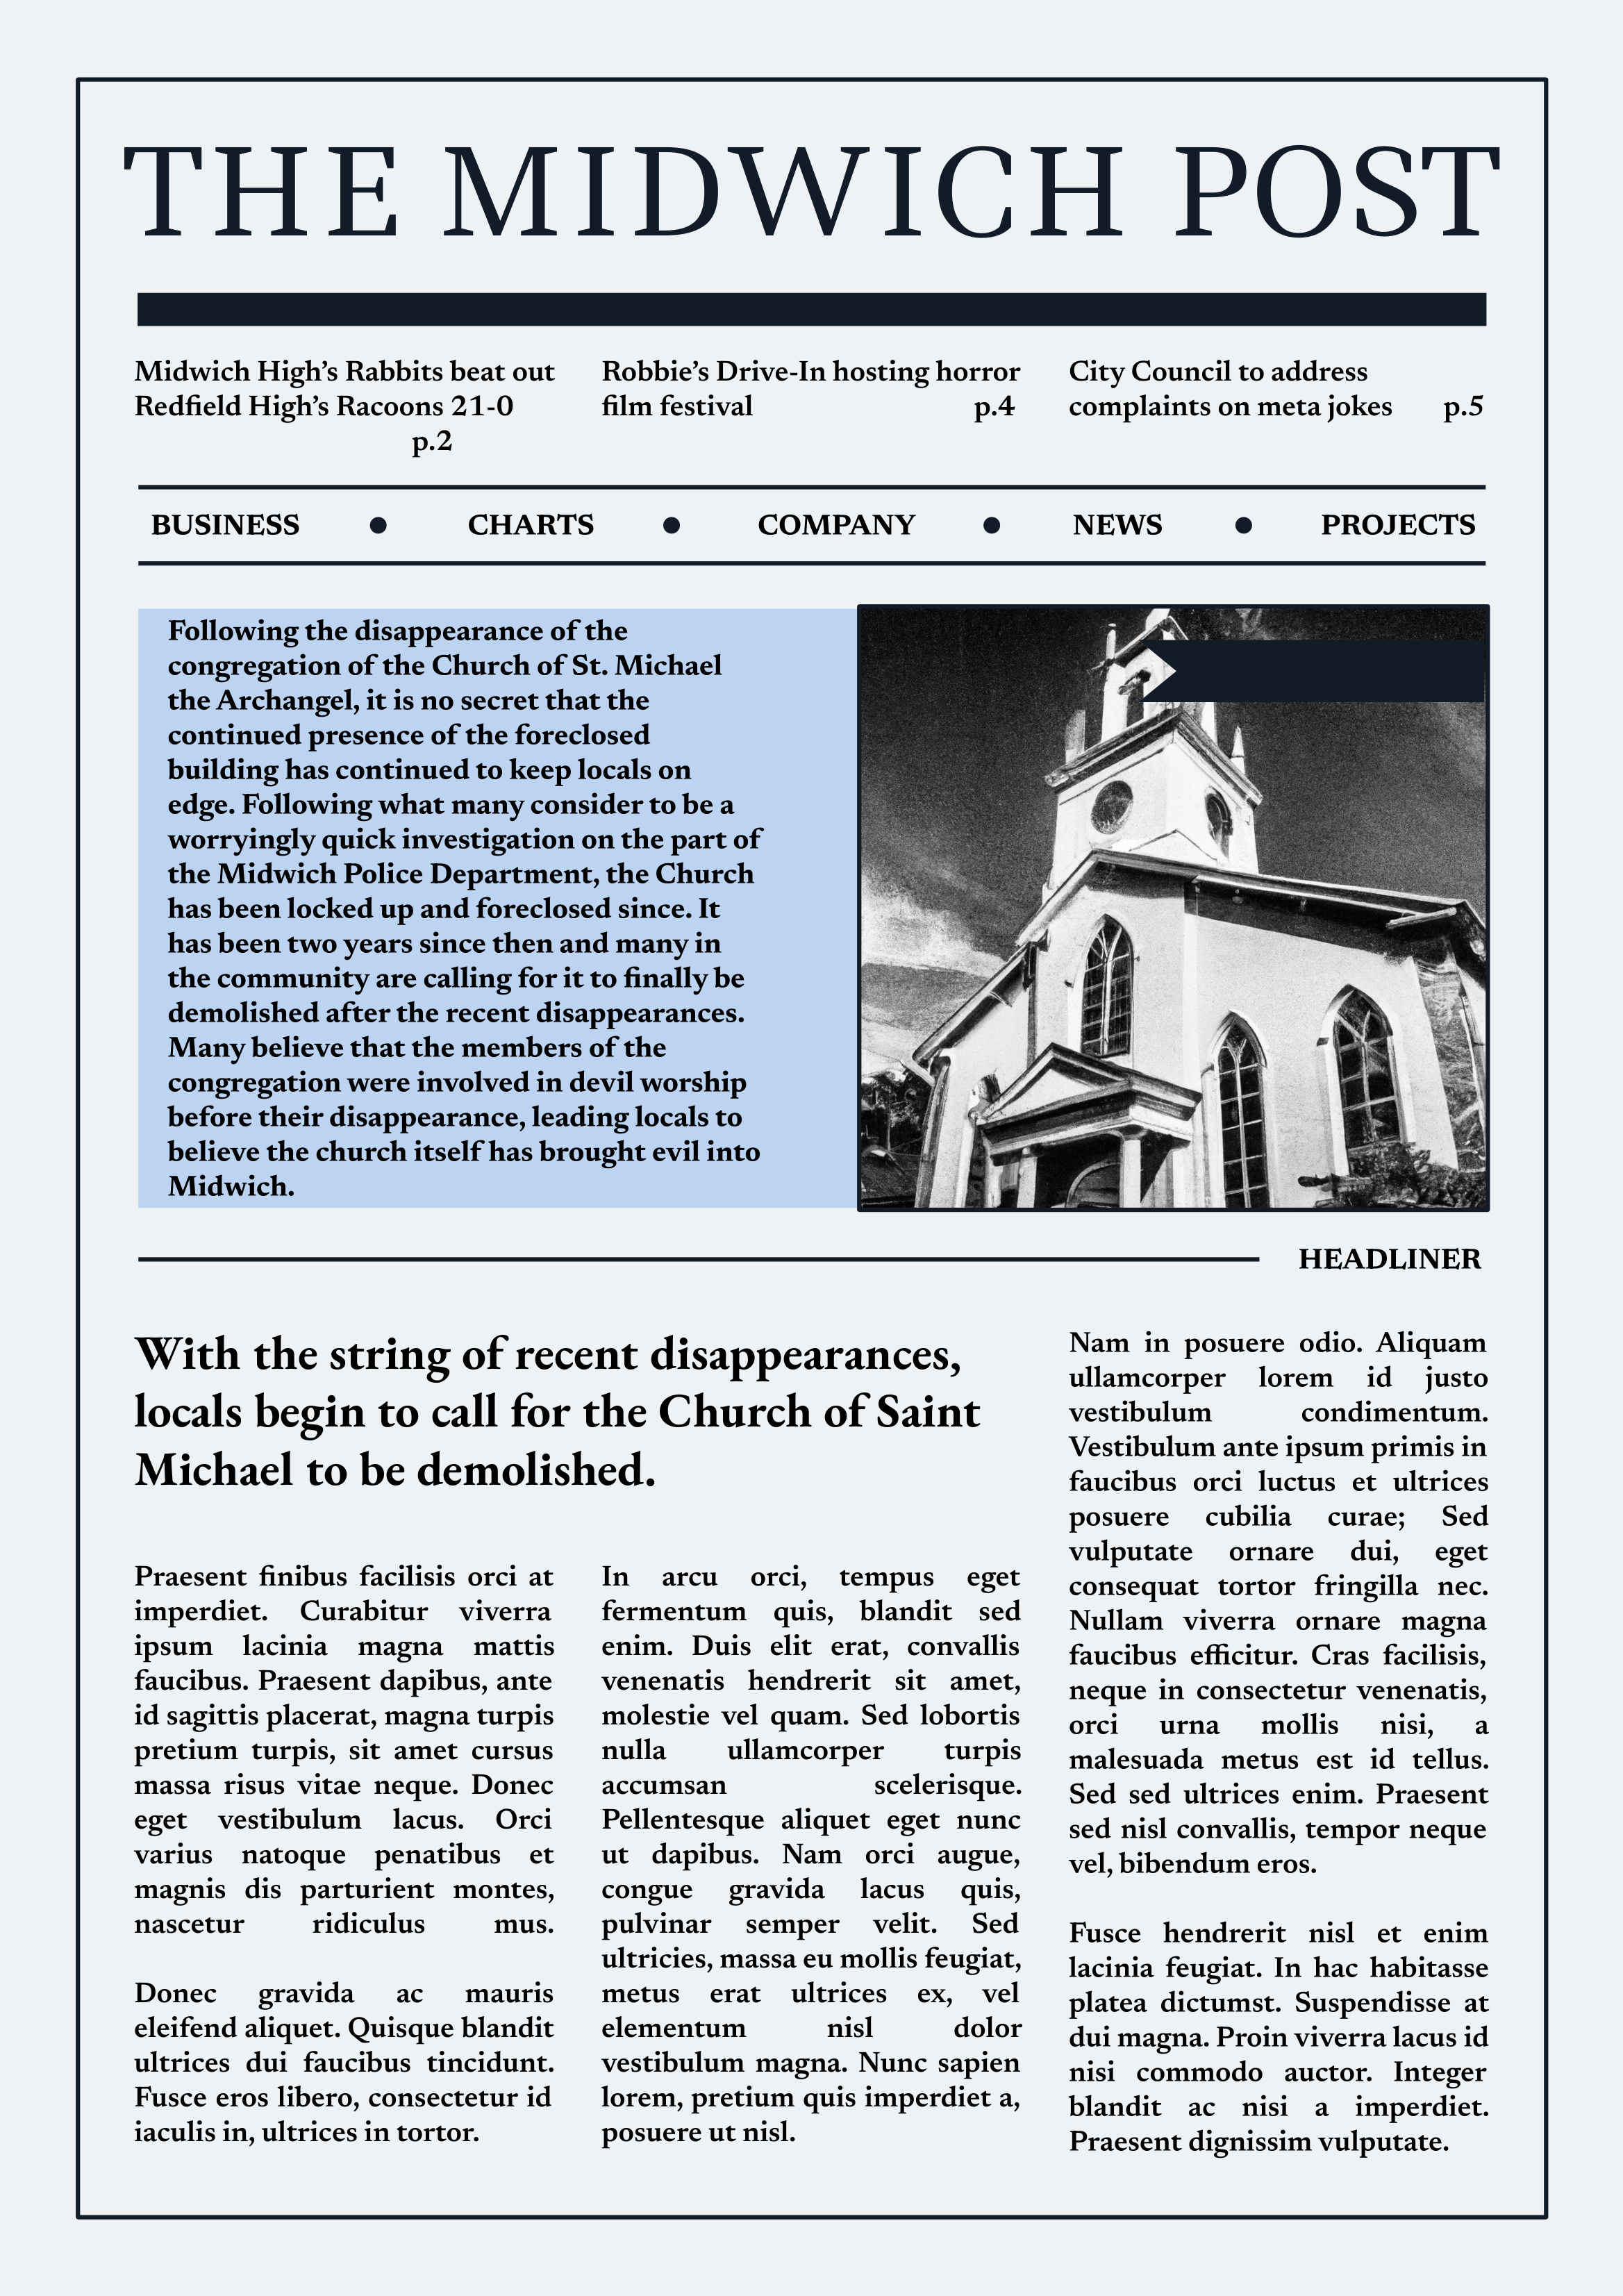 THE MIDWICH POST
Midwich High’s Rabbits beat out
Redfield High’s Racoons 21-0
p.2
Robbie’s Drive-In hosting horror
film festival p.4
City Council to address
complaints on meta jokes p.5
BUSINESS ● CHARTS ● COMPANY ● NEWS ● PROJECTS
Following the disappearance of the
congregation of the Church of St. Michael
the Archangel, it is no secret that the
continued presence of the foreclosed
building has continued to keep locals on
edge. Following what many consider to be a
worryingly quick investigation on the part of
the Midwich Police Department, the Church
has been locked up and foreclosed since. It
has been two years since then and many in
the community are calling for it to finally be
demolished after the recent disappearances.
Many believe that the members of the
congregation were involved in devil worship
before their disappearance, leading locals to
believe the church itself has brought evil into
Midwich.
HEADLINER
With the string of recent disappearances,
locals begin to call for the Church of Saint
Michael to be demolished.
Praesent finibus facilisis orci at
imperdiet. Curabitur viverra
ipsum lacinia magna mattis
faucibus. Praesent dapibus, ante
id sagittis placerat, magna turpis
pretium turpis, sit amet cursus
massa risus vitae neque. Donec
eget vestibulum lacus. Orci
varius natoque penatibus et
magnis dis parturient montes,
nascetur ridiculus mus.
Donec gravida ac mauris
eleifend aliquet. Quisque blandit
ultrices dui faucibus tincidunt.
Fusce eros libero, consectetur id
iaculis in, ultrices in tortor.
In arcu orci, tempus eget
fermentum quis, blandit sed
enim. Duis elit erat, convallis
venenatis hendrerit sit amet,
molestie vel quam. Sed lobortis
nulla ullamcorper turpis
accumsan scelerisque.
Pellentesque aliquet eget nunc
ut dapibus. Nam orci augue,
congue gravida lacus quis,
pulvinar semper velit. Sed
ultricies, massa eu mollis feugiat,
metus erat ultrices ex, vel
elementum nisl dolor
vestibulum magna. Nunc sapien
lorem, pretium quis imperdiet a,
posuere ut nisl.
Nam in posuere odio. Aliquam
ullamcorper lorem id justo
vestibulum condimentum.
Vestibulum ante ipsum primis in
faucibus orci luctus et ultrices
posuere cubilia curae; Sed
vulputate ornare dui, eget
consequat tortor fringilla nec.
Nullam viverra ornare magna
faucibus efficitur. Cras facilisis,
neque in consectetur venenatis,
orci urna mollis nisi, a
malesuada metus est id tellus.
Sed sed ultrices enim. Praesent
sed nisl convallis, tempor neque
vel, bibendum eros.
Fusce hendrerit nisl et enim
lacinia feugiat. In hac habitasse
platea dictumst. Suspendisse at
dui magna. Proin viverra lacus id
nisi commodo auctor. Integer
blandit ac nisi a imperdiet.
Praesent dignissim vulputate.